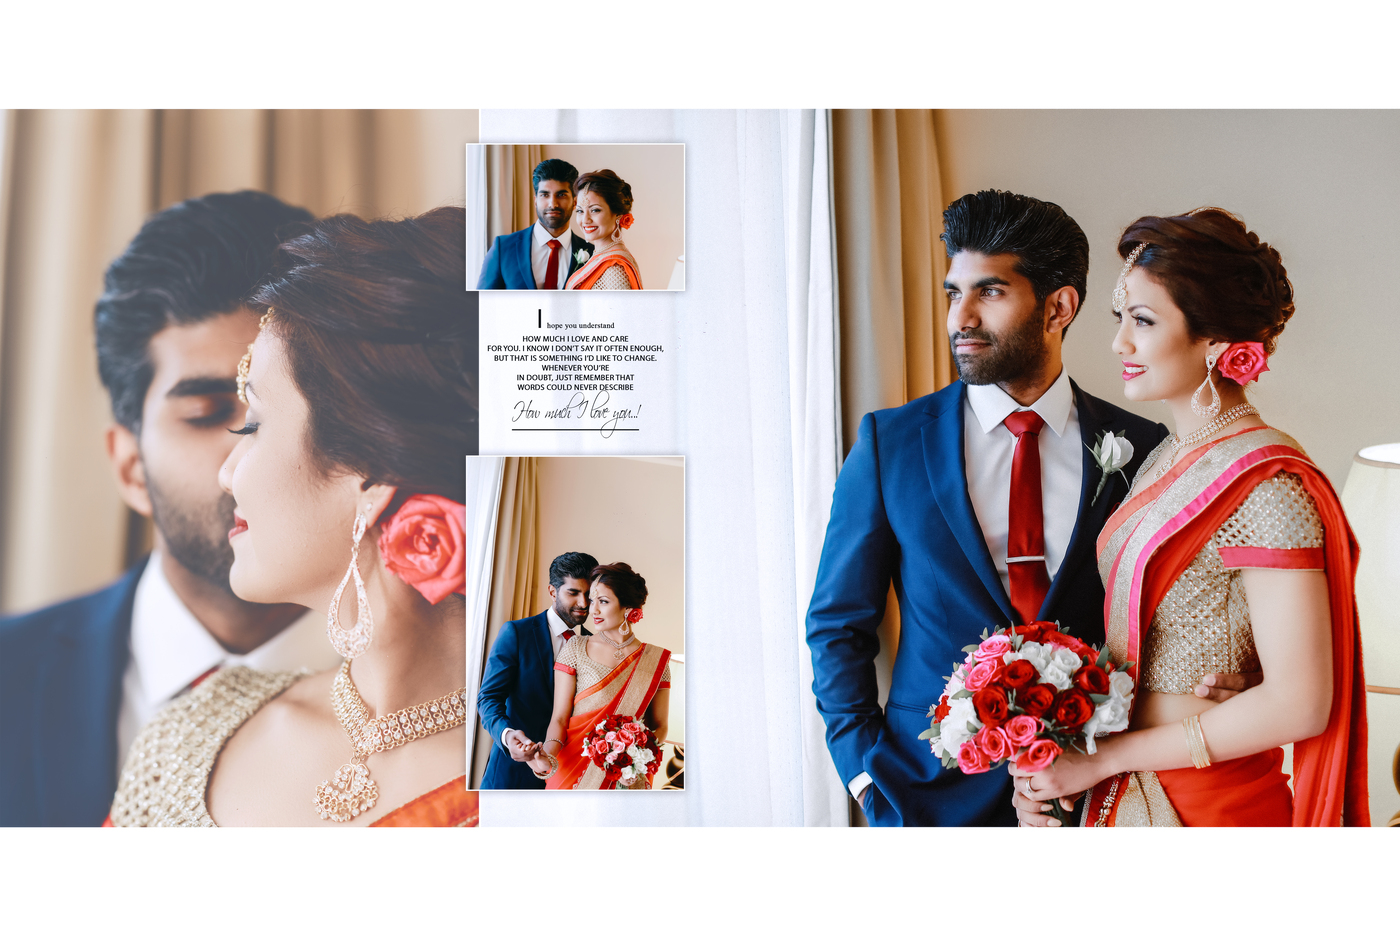 I hope you understand
HOW MUCH I LOVE AND CARE
FOR YOU. I KNOW I DON'T SAY IT OFTEN ENOUGH,
BUT THAT IS SOMETHING I'D LIKE TO CHANGE.
WHENEVER YOU'RE
IN DOUBT, JUST REMEMBER THAT
WORDS COULD NEVER DESCRIBE
How much I love you..!